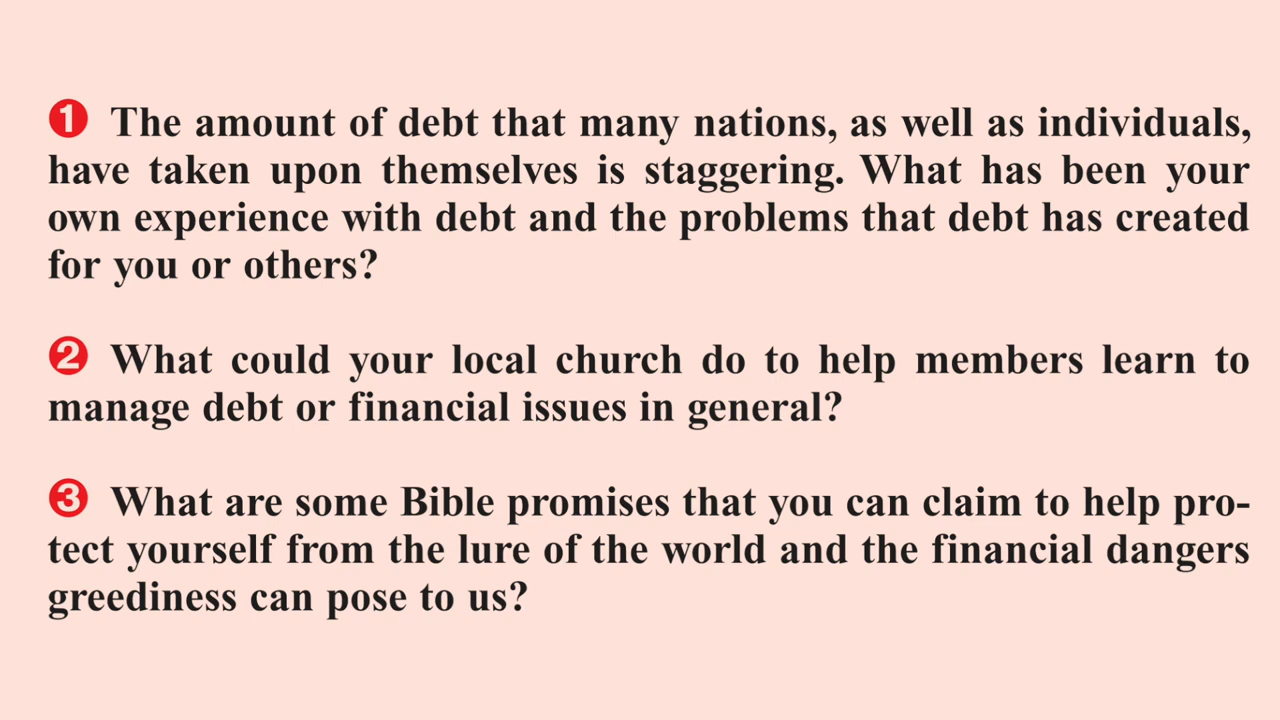 ❶ The amount of debt that many nations, as well as individuals,
have taken upon themselves is staggering. What has been your
own experience with debt and the problems that debt has created
for you or others?
❷ What could your local church do to help members learn to
manage debt or financial issues in general?
❸ What are some Bible promises that you can claim to help pro-
tect yourself from the lure of the world and the financial dangers
greediness can pose to us?